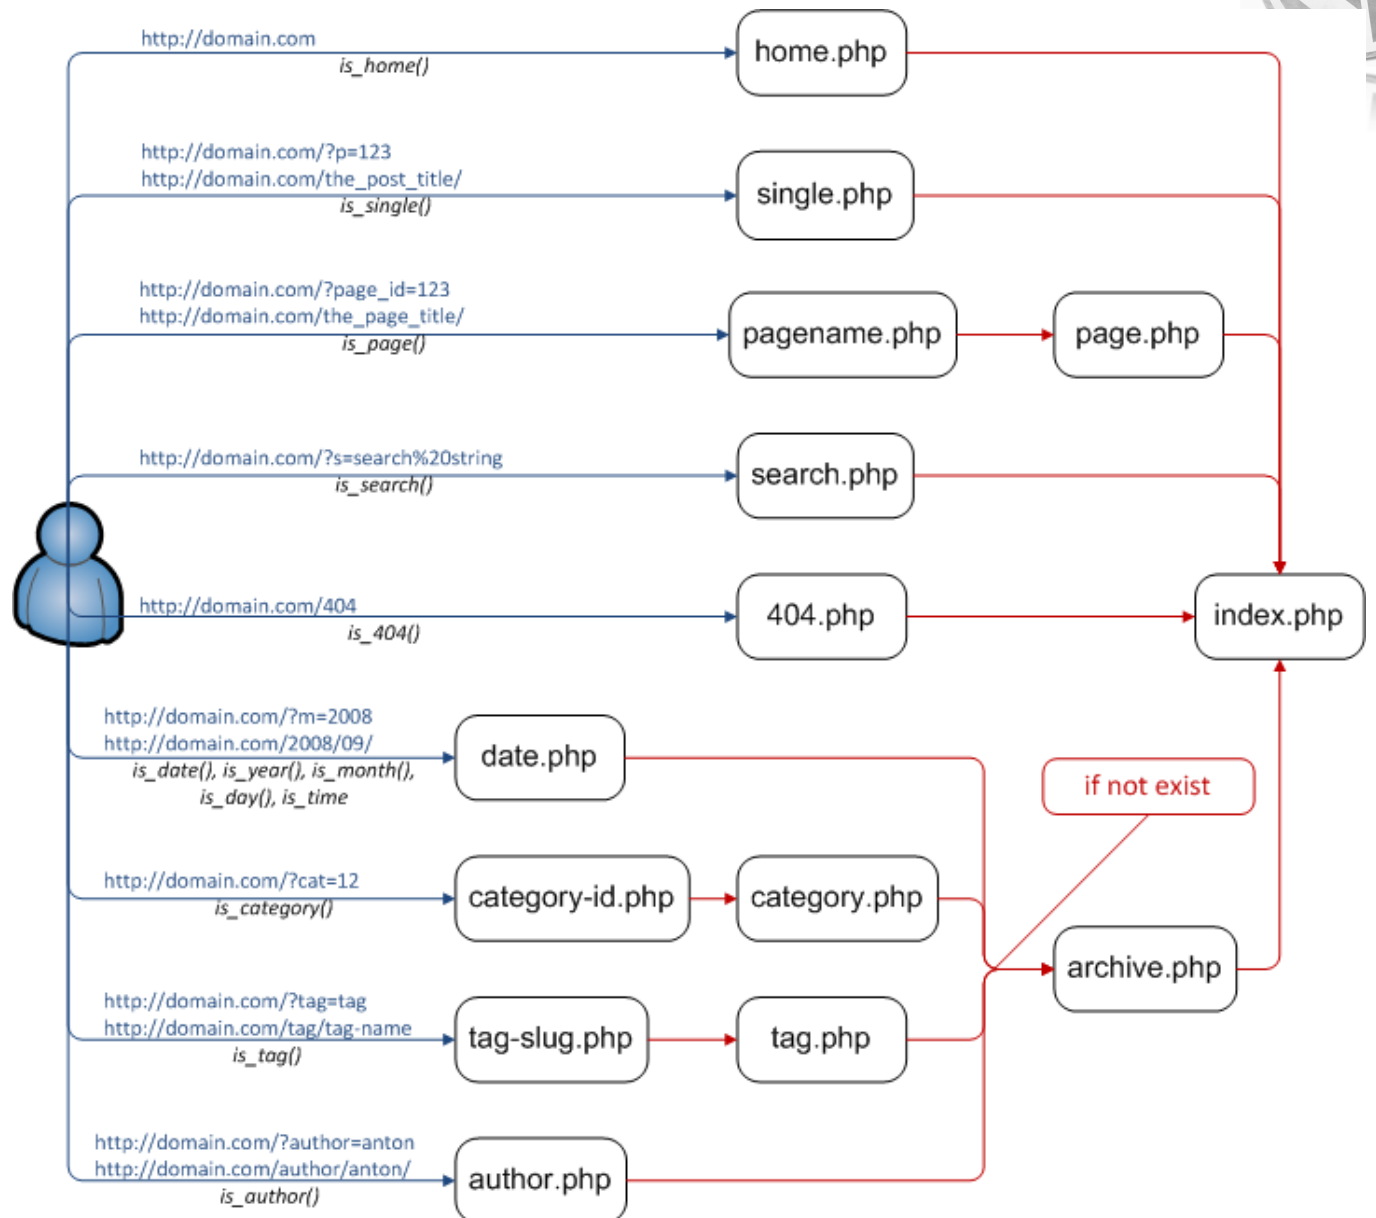 http://domain.com
is_home()
home.php
http://domain.com/?p=123
http://domain.com/the_post_title/
is_single()
single.php
http://domain.com/?page_id=123
http://domain.com/the_page_title/
is_page()
pagename.php
page.php
http://domain.com/?s=search%20string
is_search()
search.php
http://domain.com/404
is_404()
404.php
index.php
http://domain.com/?m=2008
http://domain.com/2008/09/
is_date(), is_year(), is_month(),
is_day(), is_time
date.php
if not exist
http://domain.com/?cat=12
is_category()
category-id.php
category.php
archive.php
http://domain.com/?tag=tag
http://domain.com/tag/tag-name
is_tag()
tag-slug.php
tag.php
http://domain.com/?author=anton
http://domain.com/author/anton/
is_author()
author.php